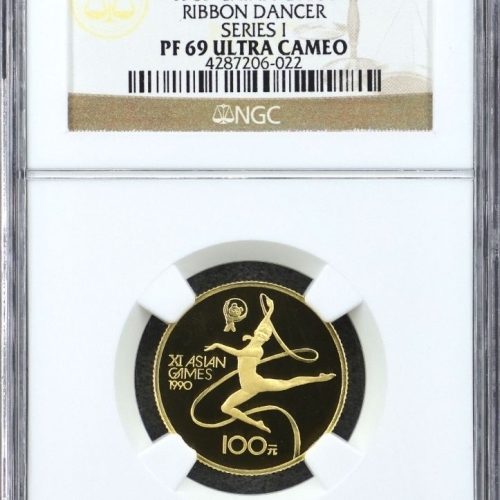 RIBBON DANCER
SERIES I
PF 69 ULTRA CAMEO
4287206-022
NGC
XI ASIAN
GAMES
1990
100元